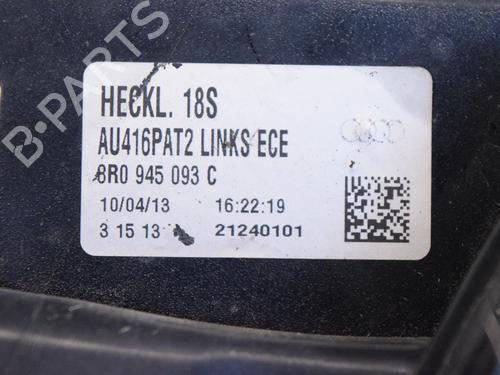 HECKL. 18S
AU416PAT2 LINKS ECE
8R0 945 093 C
10/04/13 16:22:19
3 15 13 21240101
B-PARTS
B-PARTS